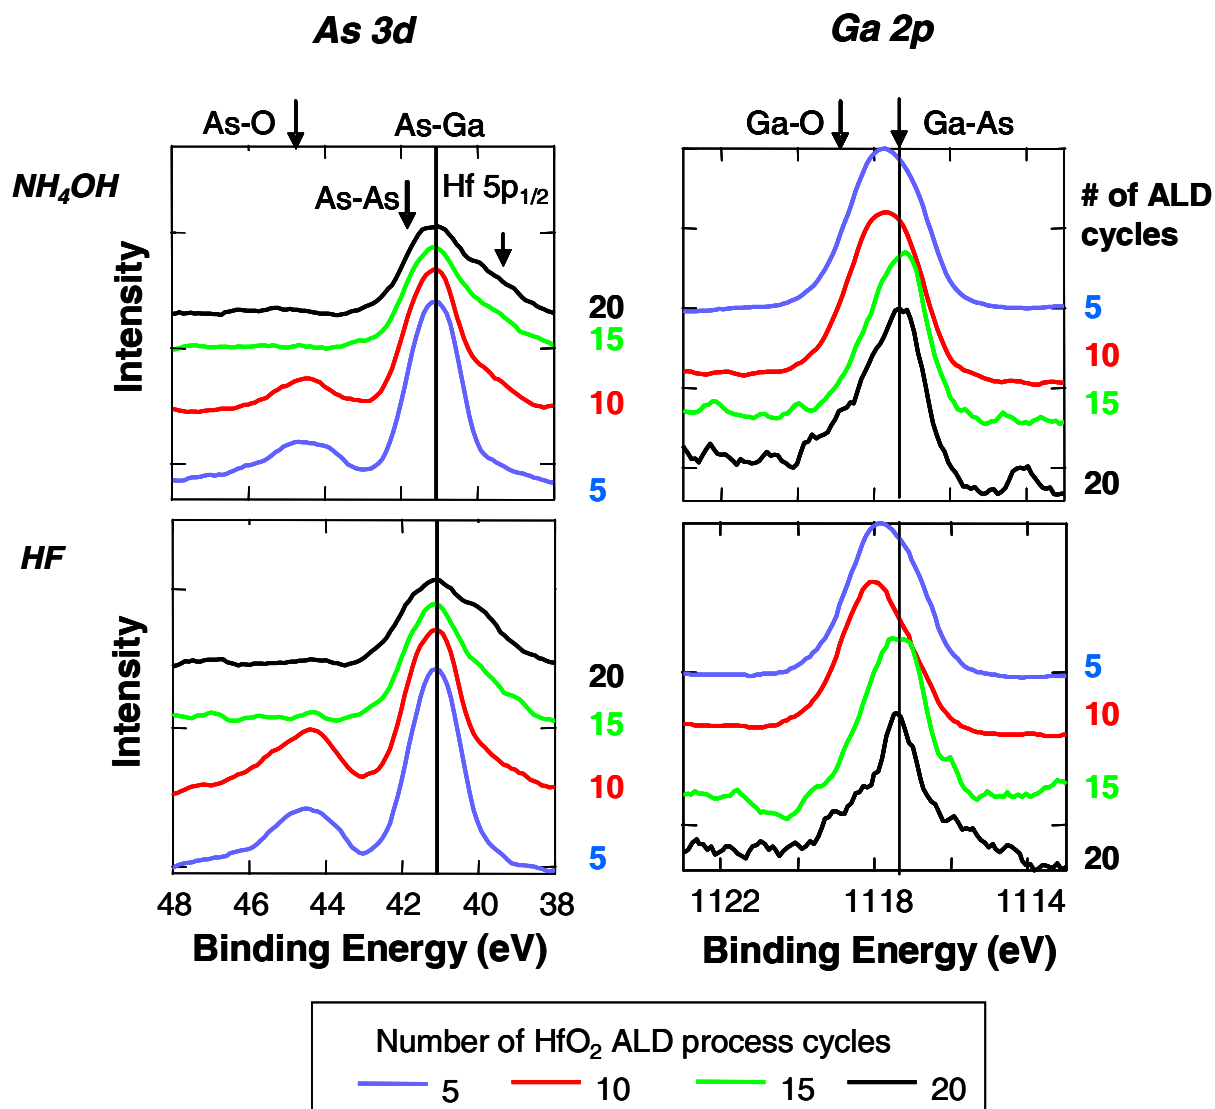 As 3d
Ga 2p
As-O
As-Ga
Ga-O
Ga-As
NH₄OH
As-As
Hf 5p₁/₂
# of ALD
cycles
Intensity
20
15
10
5
5
10
15
20
HF
Intensity
20
15
10
5
5
10
15
20
48 46 44 42 40 38
1122 1118 1114
Binding Energy (eV)
Binding Energy (eV)
Number of HfO₂ ALD process cycles
5 10 15 20